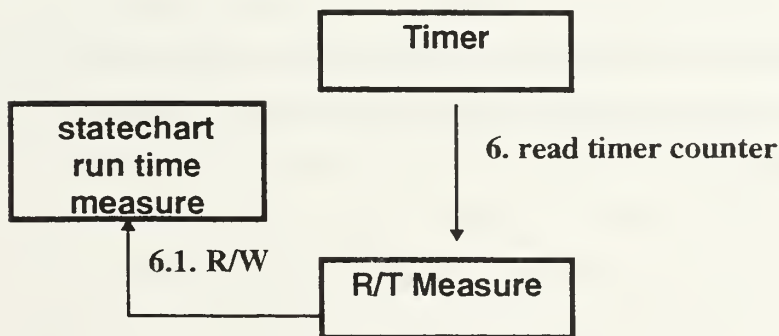 Timer
statechart
run time
measure
6. read timer counter
6.1. R/W
R/T Measure